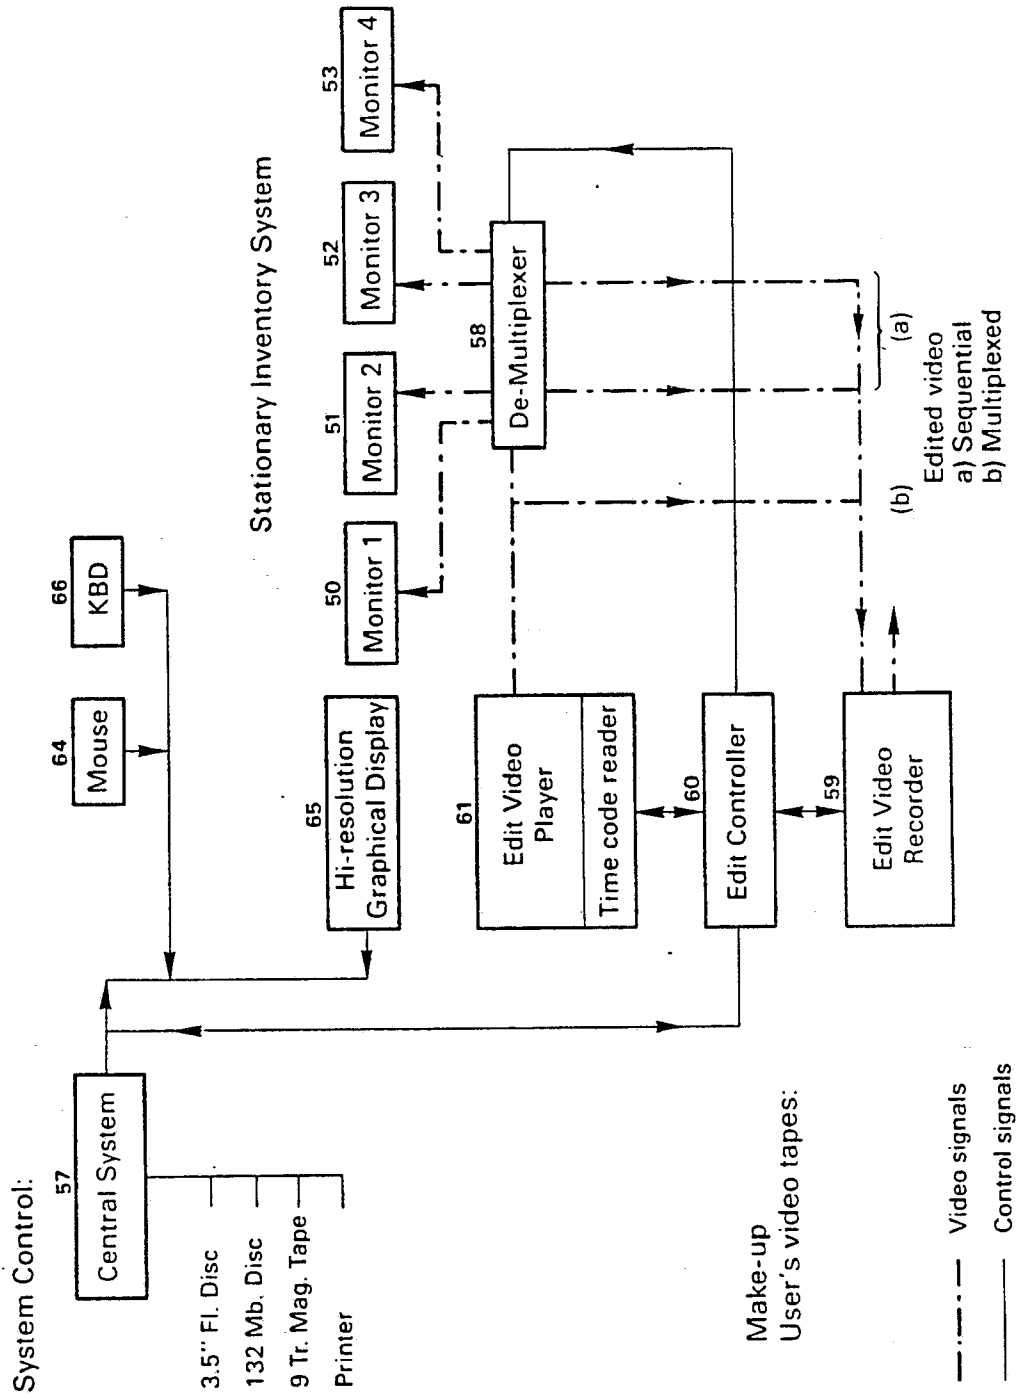 System Control:
Stationary Inventory System
57
Central System
3.5" Fl. Disc
132 Mb. Disc
9 Tr. Mag. Tape
Printer
64
Mouse
66
KBD
65
Hi-resolution
Graphical Display
50
Monitor 1
51
Monitor 2
52
Monitor 3
53
Monitor 4
61
Edit Video
Player
Time code reader
58
De-Multiplexer
60
Edit Controller
59
Edit Video
Recorder
(b)
(a)
Edited video
a) Sequential
b) Multiplexed
Make-up
User's video tapes:
Video signals
Control signals